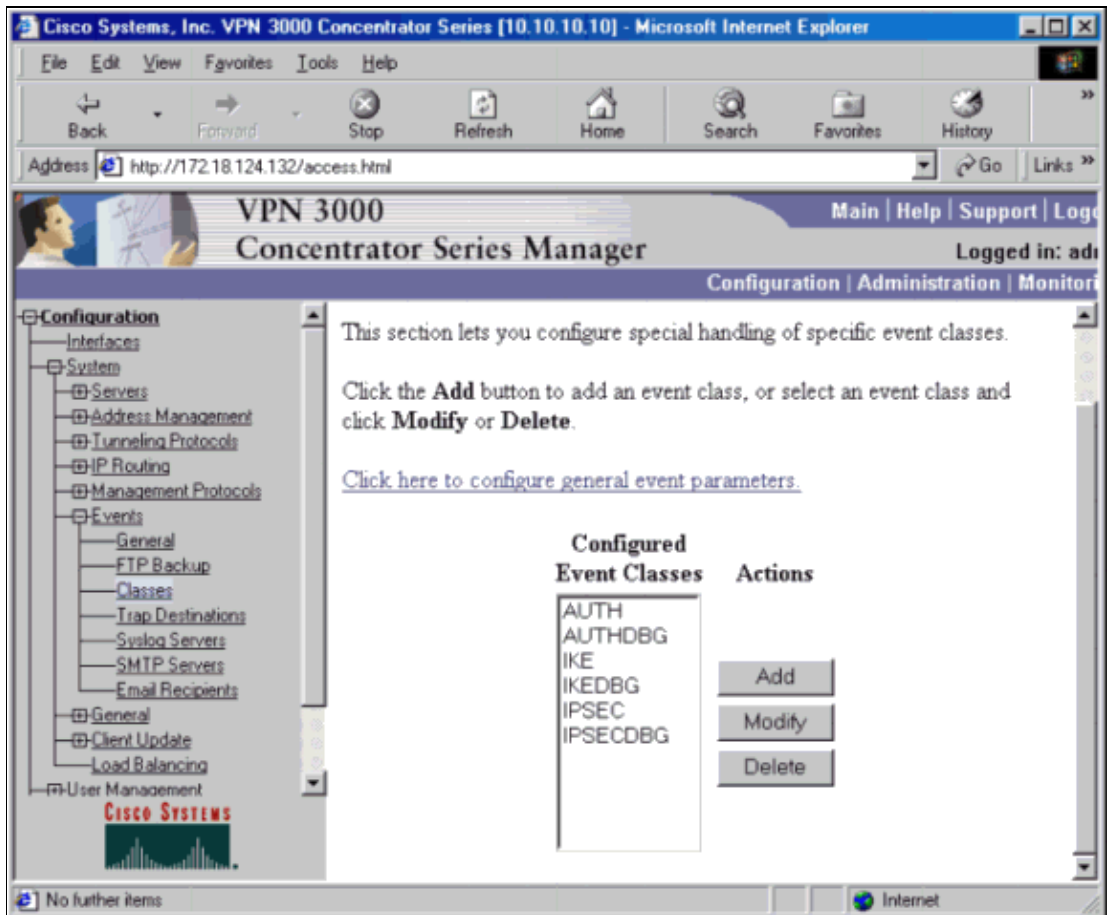 Cisco Systems, Inc. VPN 3000 Concentrator Series [10.10.10.10] - Microsoft Internet Explorer
File Edit View Favorites Tools Help
Back Forward Stop Refresh Home Search Favorites History »
Address http://172.18.124.132/access.html Go Links »
VPN 3000
Concentrator Series Manager
Main | Help | Support | Logo
Logged in: adm
Configuration | Administration | Monitori
Configuration
Interfaces
System
Servers
Address Management
Tunneling Protocols
IP Routing
Management Protocols
Events
General
FTP Backup
Classes
Trap Destinations
Syslog Servers
SMTP Servers
Email Recipients
General
Client Update
Load Balancing
User Management
CISCO SYSTEMS
This section lets you configure special handling of specific event classes.
Click the Add button to add an event class, or select an event class and
click Modify or Delete.
Click here to configure general event parameters.
Configured
Event Classes
Actions
AUTH
AUTHDBG
IKE
IKEDBG
IPSEC
IPSECDBG
Add
Modify
Delete
No further items
Internet